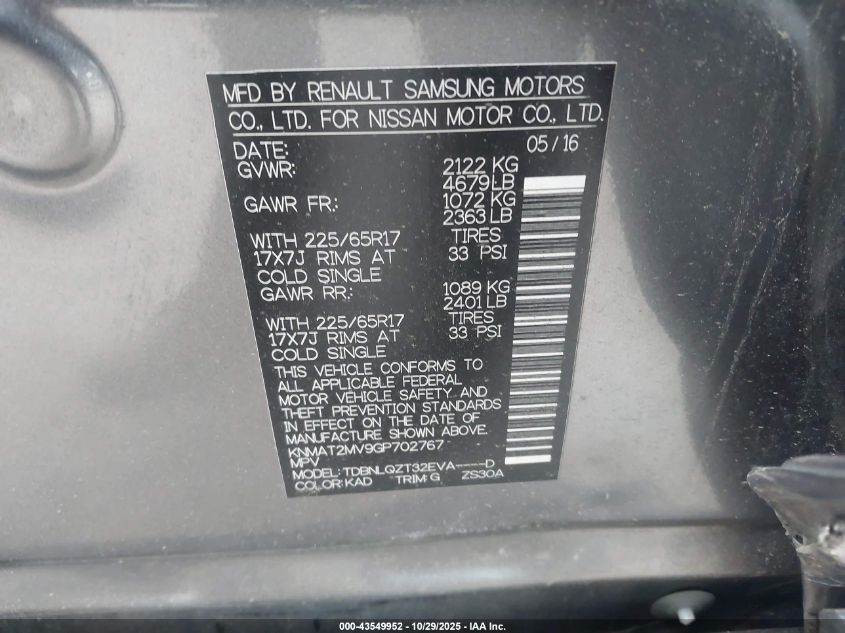 MFD BY RENAULT SAMSUNG MOTORS
CO., LTD. FOR NISSAN MOTOR CO., LTD.
DATE: 05/16
GVWR: 2122 KG
4679 LB
GAWR FR.: 1072 KG
2363 LB
WITH 225/65R17 TIRES
17X7J RIMS AT 33 PSI
COLD SINGLE
GAWR RR.: 1089 KG
2401 LB
WITH 225/65R17 TIRES
17X7J RIMS AT 33 PSI
COLD SINGLE
THIS VEHICLE CONFORMS TO
ALL APPLICABLE FEDERAL
MOTOR VEHICLE SAFETY AND
THEFT PREVENTION STANDARDS
IN EFFECT ON THE DATE OF
MANUFACTURE SHOWN ABOVE.
KNMAT2MV9GP702767
MPV
MODEL: TDBNLQZT32EVA----D
COLOR: KAD TRIM: G ZS30A
000-43549952 - 10/29/2025 - IAA Inc.